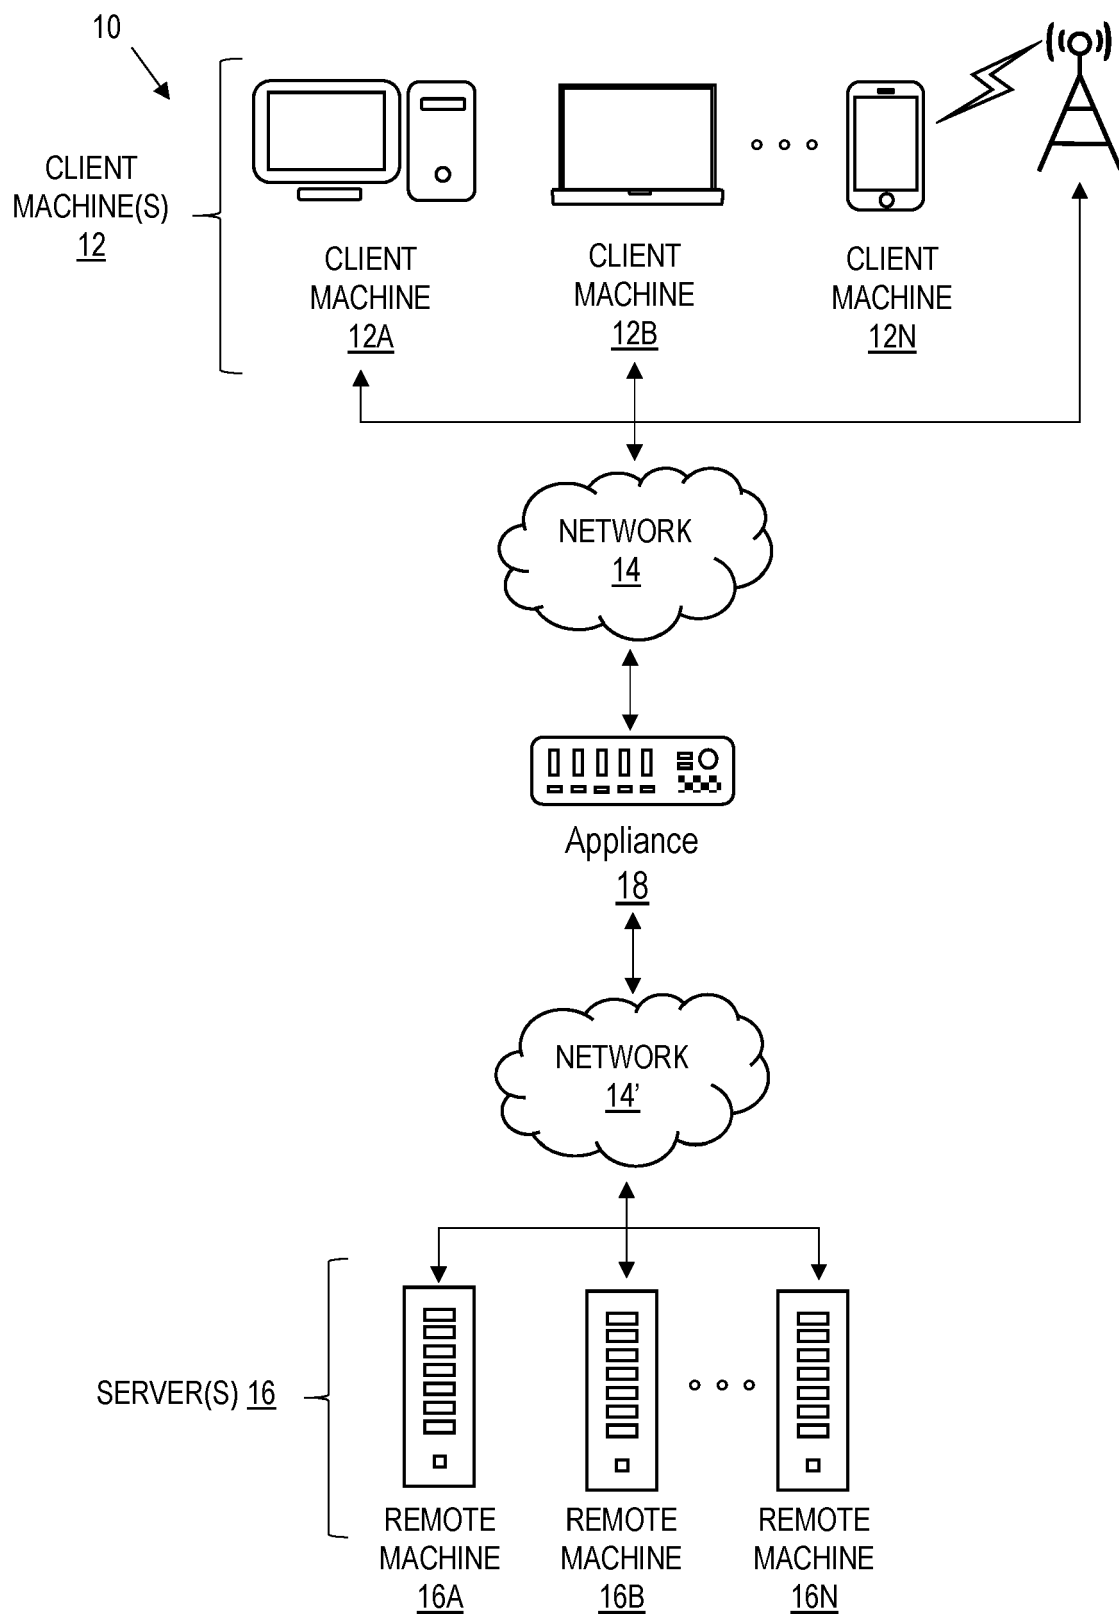 10
CLIENT
MACHINE(S)
12
CLIENT
MACHINE
12A
CLIENT
MACHINE
12B
CLIENT
MACHINE
12N
NETWORK
14
Appliance
18
NETWORK
14'
SERVER(S) 16
REMOTE
MACHINE
16A
REMOTE
MACHINE
16B
REMOTE
MACHINE
16N